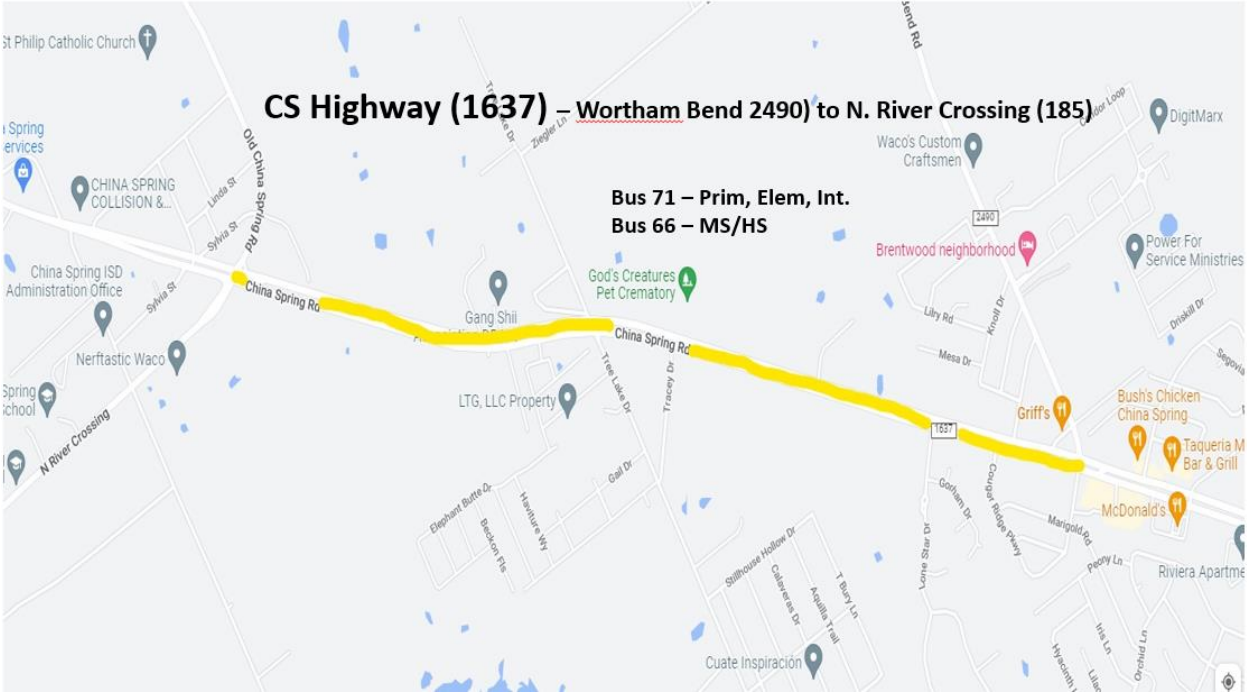 St Philip Catholic Church
Bend Rd
CS Highway (1637) – Wortham Bend 2490) to N. River Crossing (185)
DigitMarx
Ziegler Ln
Loop
Spring
Services
Waco's Custom
Craftsmen
Old China Spring Rd
CHINA SPRING
COLLISION &...
Linda St
Bus 71 – Prim, Elem, Int.
Bus 66 – MS/HS
2490
Sylvia St
Brentwood neighborhood
Power For
Service Ministries
China Spring ISD
Administration Office
God's Creatures
Pet Crematory
Sylvia St
China Spring Rd
Gang Shii
Lilly Rd
Knoll Dr
Driskill Dr
China Spring Rd
Nerftastic Waco
Mesa Dr
Segovia
Tree Lake Dr
Tracey Dr
Spring
School
LTG, LLC Property
Griff's
Bush's Chicken
China Spring
1637
N River Crossing
Taqueria M
Bar & Grill
Gail Dr
Elephant Butte Dr
Haviture Wy
Beckon Fls
Gorham Dr
Cougar Ridge Pkwy
McDonald's
Marigold Rd
Lone Star Dr
Stillhouse Hollow Dr
Peony Ln
Riviera Apartme
Calaveras Dr
Aquilla Trail
T Bury Ln
Iris Ln
Orchid Ln
Hyacinth
Lilac
Cuate Inspiración